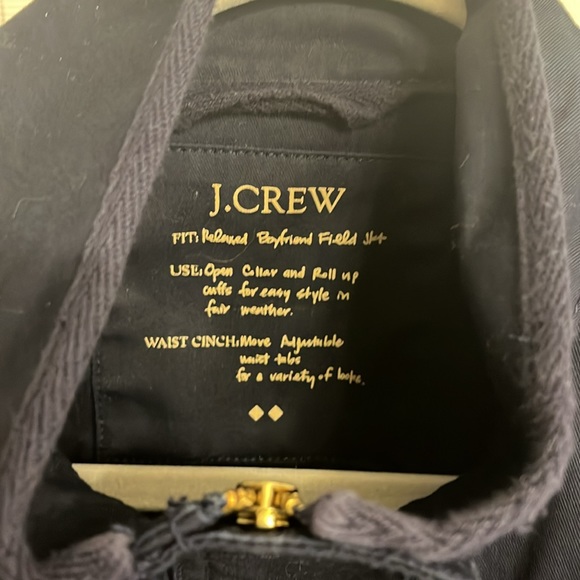 J.CREW
FIT: Relaxed Boyfriend Field
USE: Open Collar and Roll up
cuffs for easy style in
fair weather.
WAIST CINCH: Move Adjustable
waist tabs
for a variety of looks.